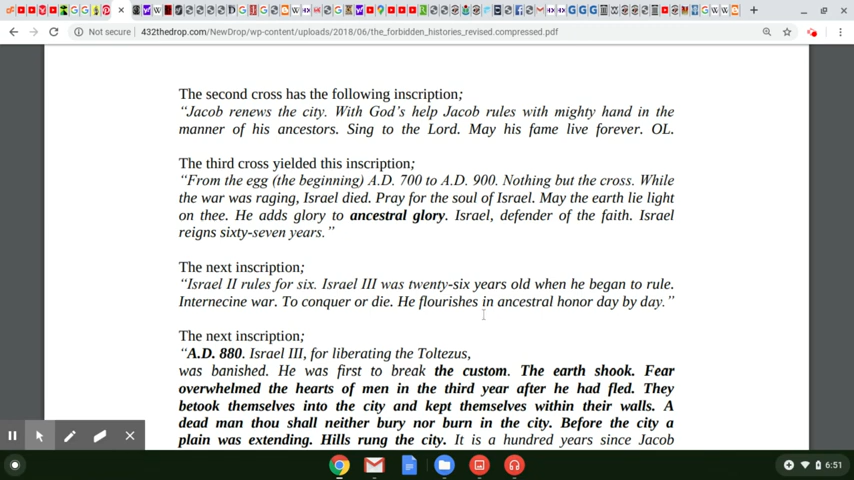 Not secure
432thedrop.com/NewDrop/wp-content/uploads/2018/06/the_forbidden_histories_revised.compressed.pdf
The second cross has the following inscription;
“Jacob renews the city. With God’s help Jacob rules with mighty hand in the
manner of his ancestors. Sing to the Lord. May his fame live forever. OL.
The third cross yielded this inscription;
“From the egg (the beginning) A.D. 700 to A.D. 900. Nothing but the cross. While
the war was raging, Israel died. Pray for the soul of Israel. May the earth lie light
on thee. He adds glory to ancestral glory. Israel, defender of the faith. Israel
reigns sixty-seven years.”
The next inscription;
“Israel II rules for six. Israel III was twenty-six years old when he began to rule.
Internecine war. To conquer or die. He flourishes in ancestral honor day by day.”
The next inscription;
“A.D. 880. Israel III, for liberating the Toltezus,
was banished. He was first to break the custom. The earth shook. Fear
overwhelmed the hearts of men in the third year after he had fled. They
betook themselves into the city and kept themselves within their walls. A
dead man thou shall neither bury nor burn in the city. Before the city a
plain was extending. Hills rung the city. It is a hundred years since Jacob
6:51